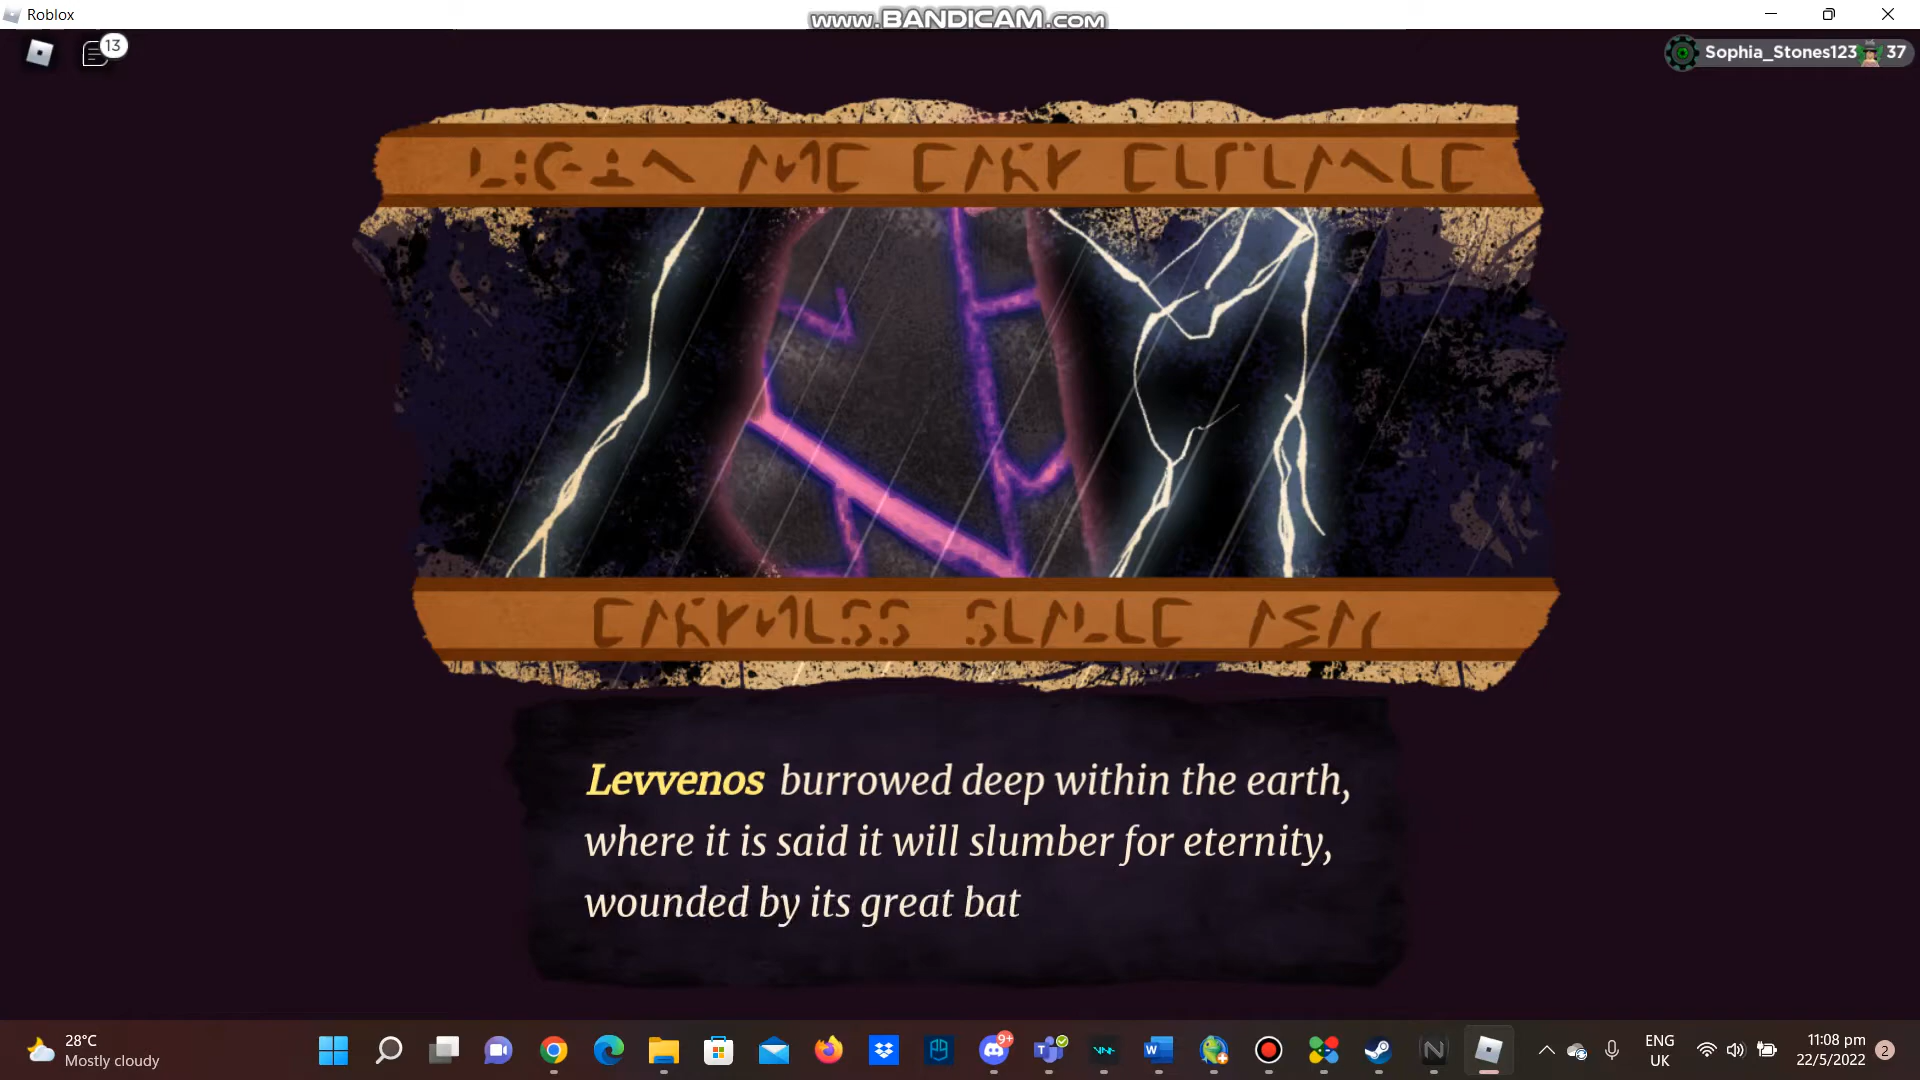 Roblox
www.BANDICAM.com
13
Sophia_Stones123 37
Levvenos burrowed deep within the earth,
where it is said it will slumber for eternity,
wounded by its great bat
28°C
Mostly cloudy
9+
ENG
UK
11:08 pm
22/5/2022
2